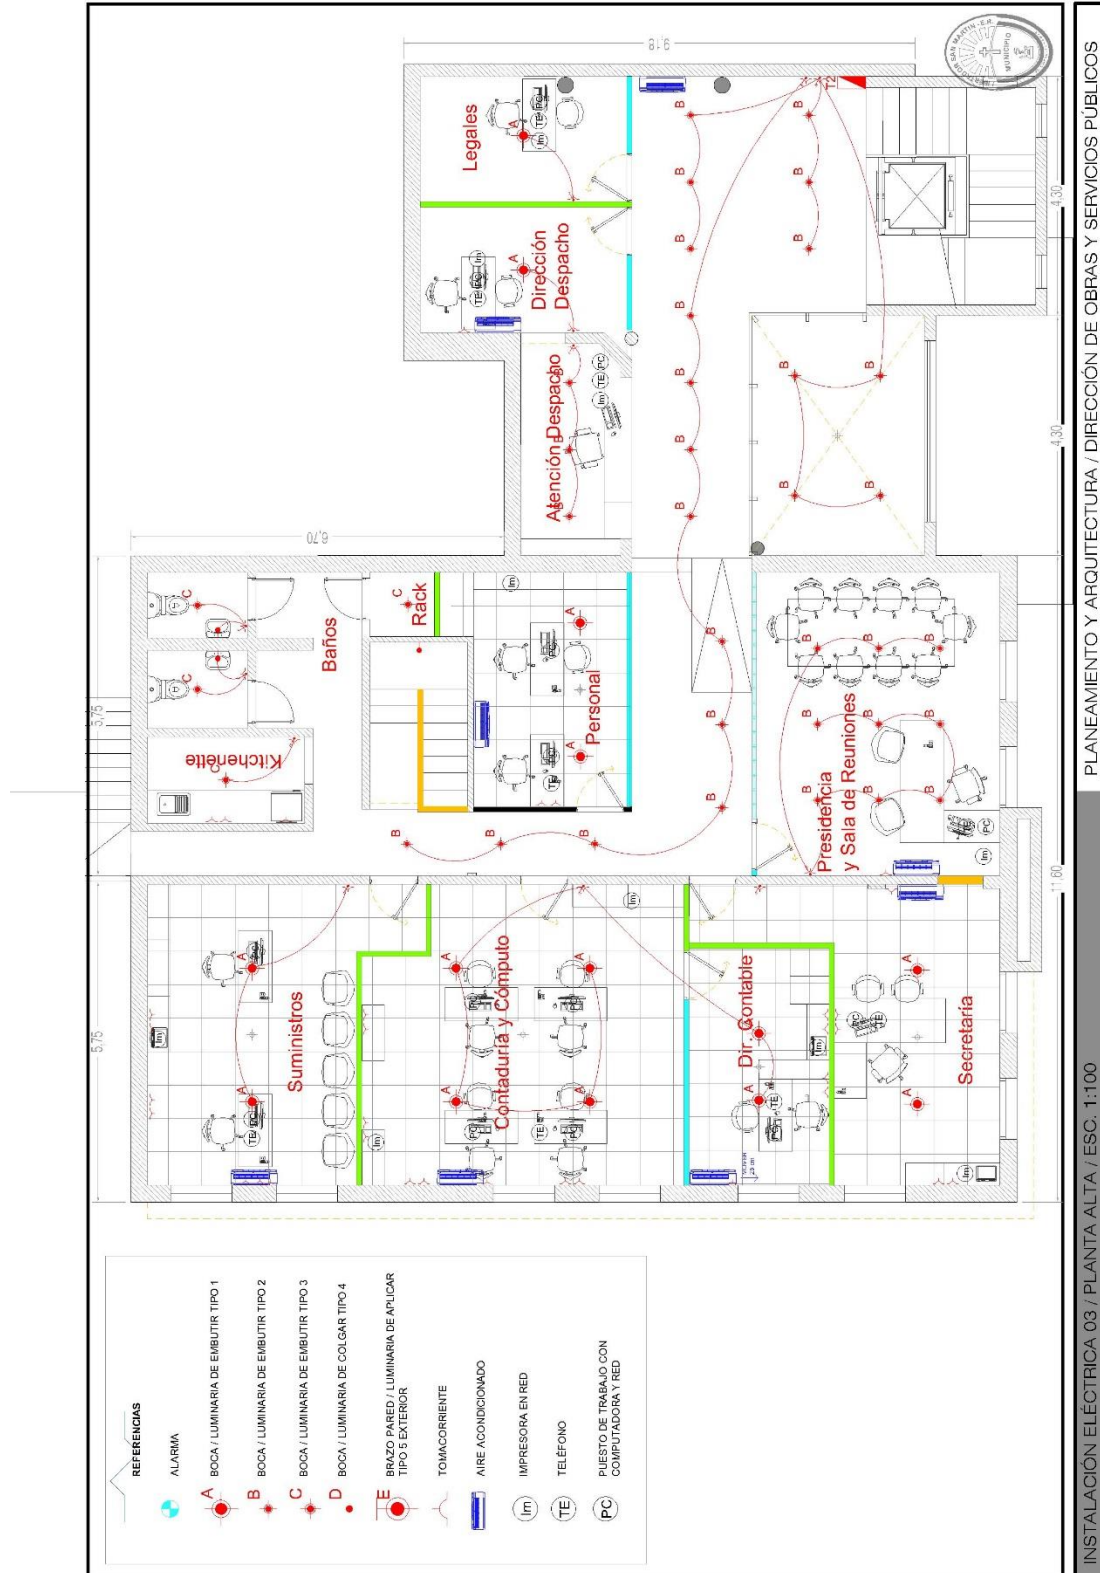 INSTALACIÓN ELÉCTRICA 03 / PLANTA ALTA / ESC. 1:100
PLANEAMIENTO Y ARQUITECTURA / DIRECCIÓN DE OBRAS Y SERVICIOS PÚBLICOS
REFERENCIAS
ALARMA
A BOCA / LUMINARIA DE EMBUTIR TIPO 1
B BOCA / LUMINARIA DE EMBUTIR TIPO 2
C BOCA / LUMINARIA DE EMBUTIR TIPO 3
D BOCA / LUMINARIA DE COLGAR TIPO 4
E BRAZO PARED / LUMINARIA DE APLICAR
TIPO 5 EXTERIOR
TOMACORRIENTE
AIRE ACONDICIONADO
Im IMPRESORA EN RED
TE TELÉFONO
PC PUESTO DE TRABAJO CON
COMPUTADORA Y RED
5,75
5,75
6,70
9,18
Suministros
Kitchenette
Baños
Rack
Legales
Dirección
Despacho
Atención Despacho
Personal
Contaduría y Cómputo
Dir. Contable
Secretaría
Presidencia
y Sala de Reuniones
T2
11,60
4,30
4,30
MUNICIPIO